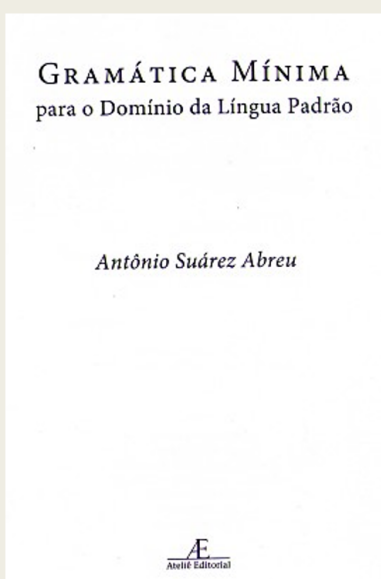 GRAMÁTICA MÍNIMA
para o Domínio da Língua Padrão
Antônio Suárez Abreu
Æ
Ateliê Editorial